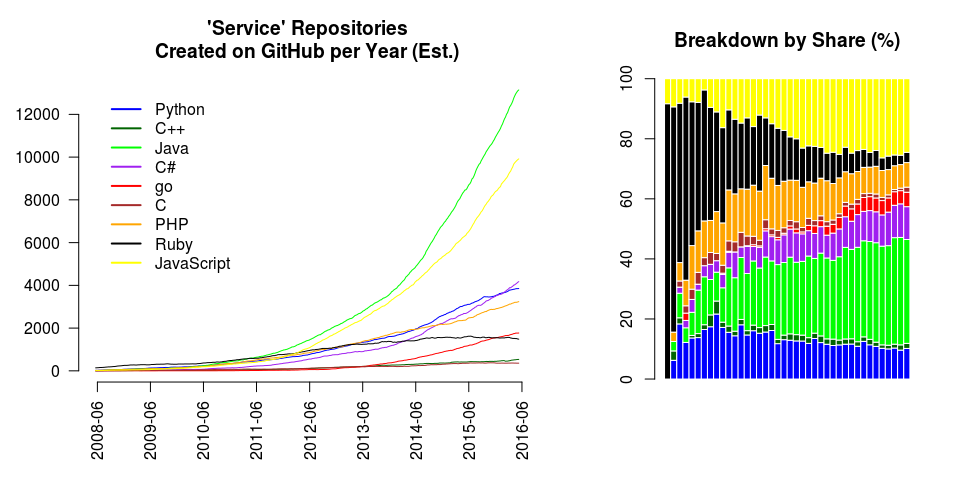 'Service' Repositories
Created on GitHub per Year (Est.)
12000
10000
8000
6000
4000
2000
0
Python
C++
Java
C#
go
C
PHP
Ruby
JavaScript
2008-06
2009-06
2010-06
2011-06
2012-06
2013-06
2014-06
2015-06
2016-06
Breakdown by Share (%)
100
80
60
40
20
0